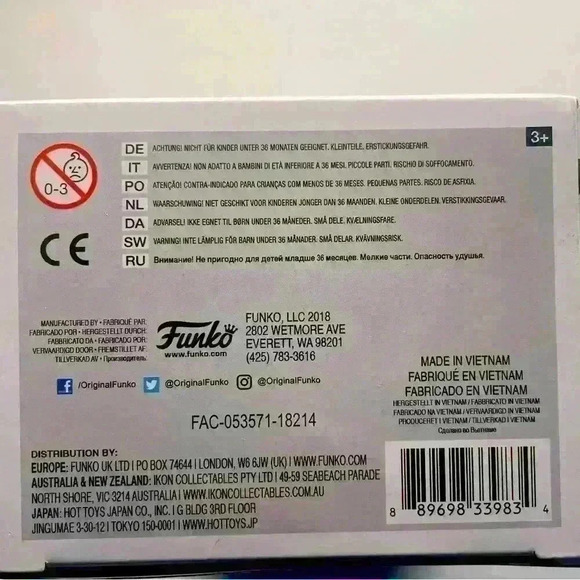 3+
0-3
DE ACHTUNG! NICHT FÜR KINDER UNTER 36 MONATEN GEEIGNET. KLEINTEILE, ERSTICKUNGSGEFAHR.
IT AVVERTENZA! NON ADATTO A BAMBINI DI ETÀ INFERIORE A 36 MESI. PICCOLE PARTI. RISCHIO DI SOFFOCAMENTO.
PO ATENÇÃO! CONTRA-INDICADO PARA CRIANÇAS COM MENOS DE 36 MESES. PEQUENAS PARTES. RISCO DE ASFIXIA.
NL WAARSCHUWING! NIET GESCHIKT VOOR KINDEREN JONGER DAN 36 MAANDEN. KLEINE ONDERDELEN. VERSTIKKINGSGEVAAR.
DA ADVARSEL! IKKE EGNET TIL BØRN UNDER 36 MÅNEDER. SMÅ DELE. KVÆLNINGSFARE.
SW VARNING! INTE LÄMPLIG FÖR BARN UNDER 36 MÅNADER. SMÅ DELAR. KVÄVNINGSRISK.
RU Внимание! Не пригодно для детей младше 36 месяцев. Мелкие части. Опасность удушья.
CE
MANUFACTURED BY • FABRIQUÉ PAR
FABRICADO POR • HERGESTELLT DURCH:
FABBRICATO DA • FABRICADO POR:
VERVAARDIGD DOOR • FREMSTILLET AF:
TILLVERKAD AV • Производитель:
Funko
www.funko.com
FUNKO, LLC 2018
2802 WETMORE AVE
EVERETT, WA 98201
(425) 783-3616
/OriginalFunko @OriginalFunko @OriginalFunko
FAC-053571-18214
MADE IN VIETNAM
FABRIQUÉ EN VIETNAM
FABRICADO EN VIETNAM
HERGESTELLT IN VIETNAM / FABBRICATO IN VIETNAM
FABRICADO NA VIETNAM / VERVAARDIGD IN VIETNAM
PRODUCERET I VIETNAM / TILLVERKAD I VIETNAM
Сделано во Вьетнаме
DISTRIBUTION BY:
EUROPE: FUNKO UK LTD | PO BOX 74644 | LONDON, W6 6JW (UK) | WWW.FUNKO.COM
AUSTRALIA & NEW ZEALAND: IKON COLLECTABLES PTY LTD | 49-59 SEABEACH PARADE
NORTH SHORE, VIC 3214 AUSTRALIA | WWW.IKONCOLLECTABLES.COM.AU
JAPAN: HOT TOYS JAPAN CO., INC. | G BLDG 3RD FLOOR
JINGUMAE 3-30-12 | TOKYO 150-0001 | WWW.HOTTOYS.JP
8 89698 33983 4